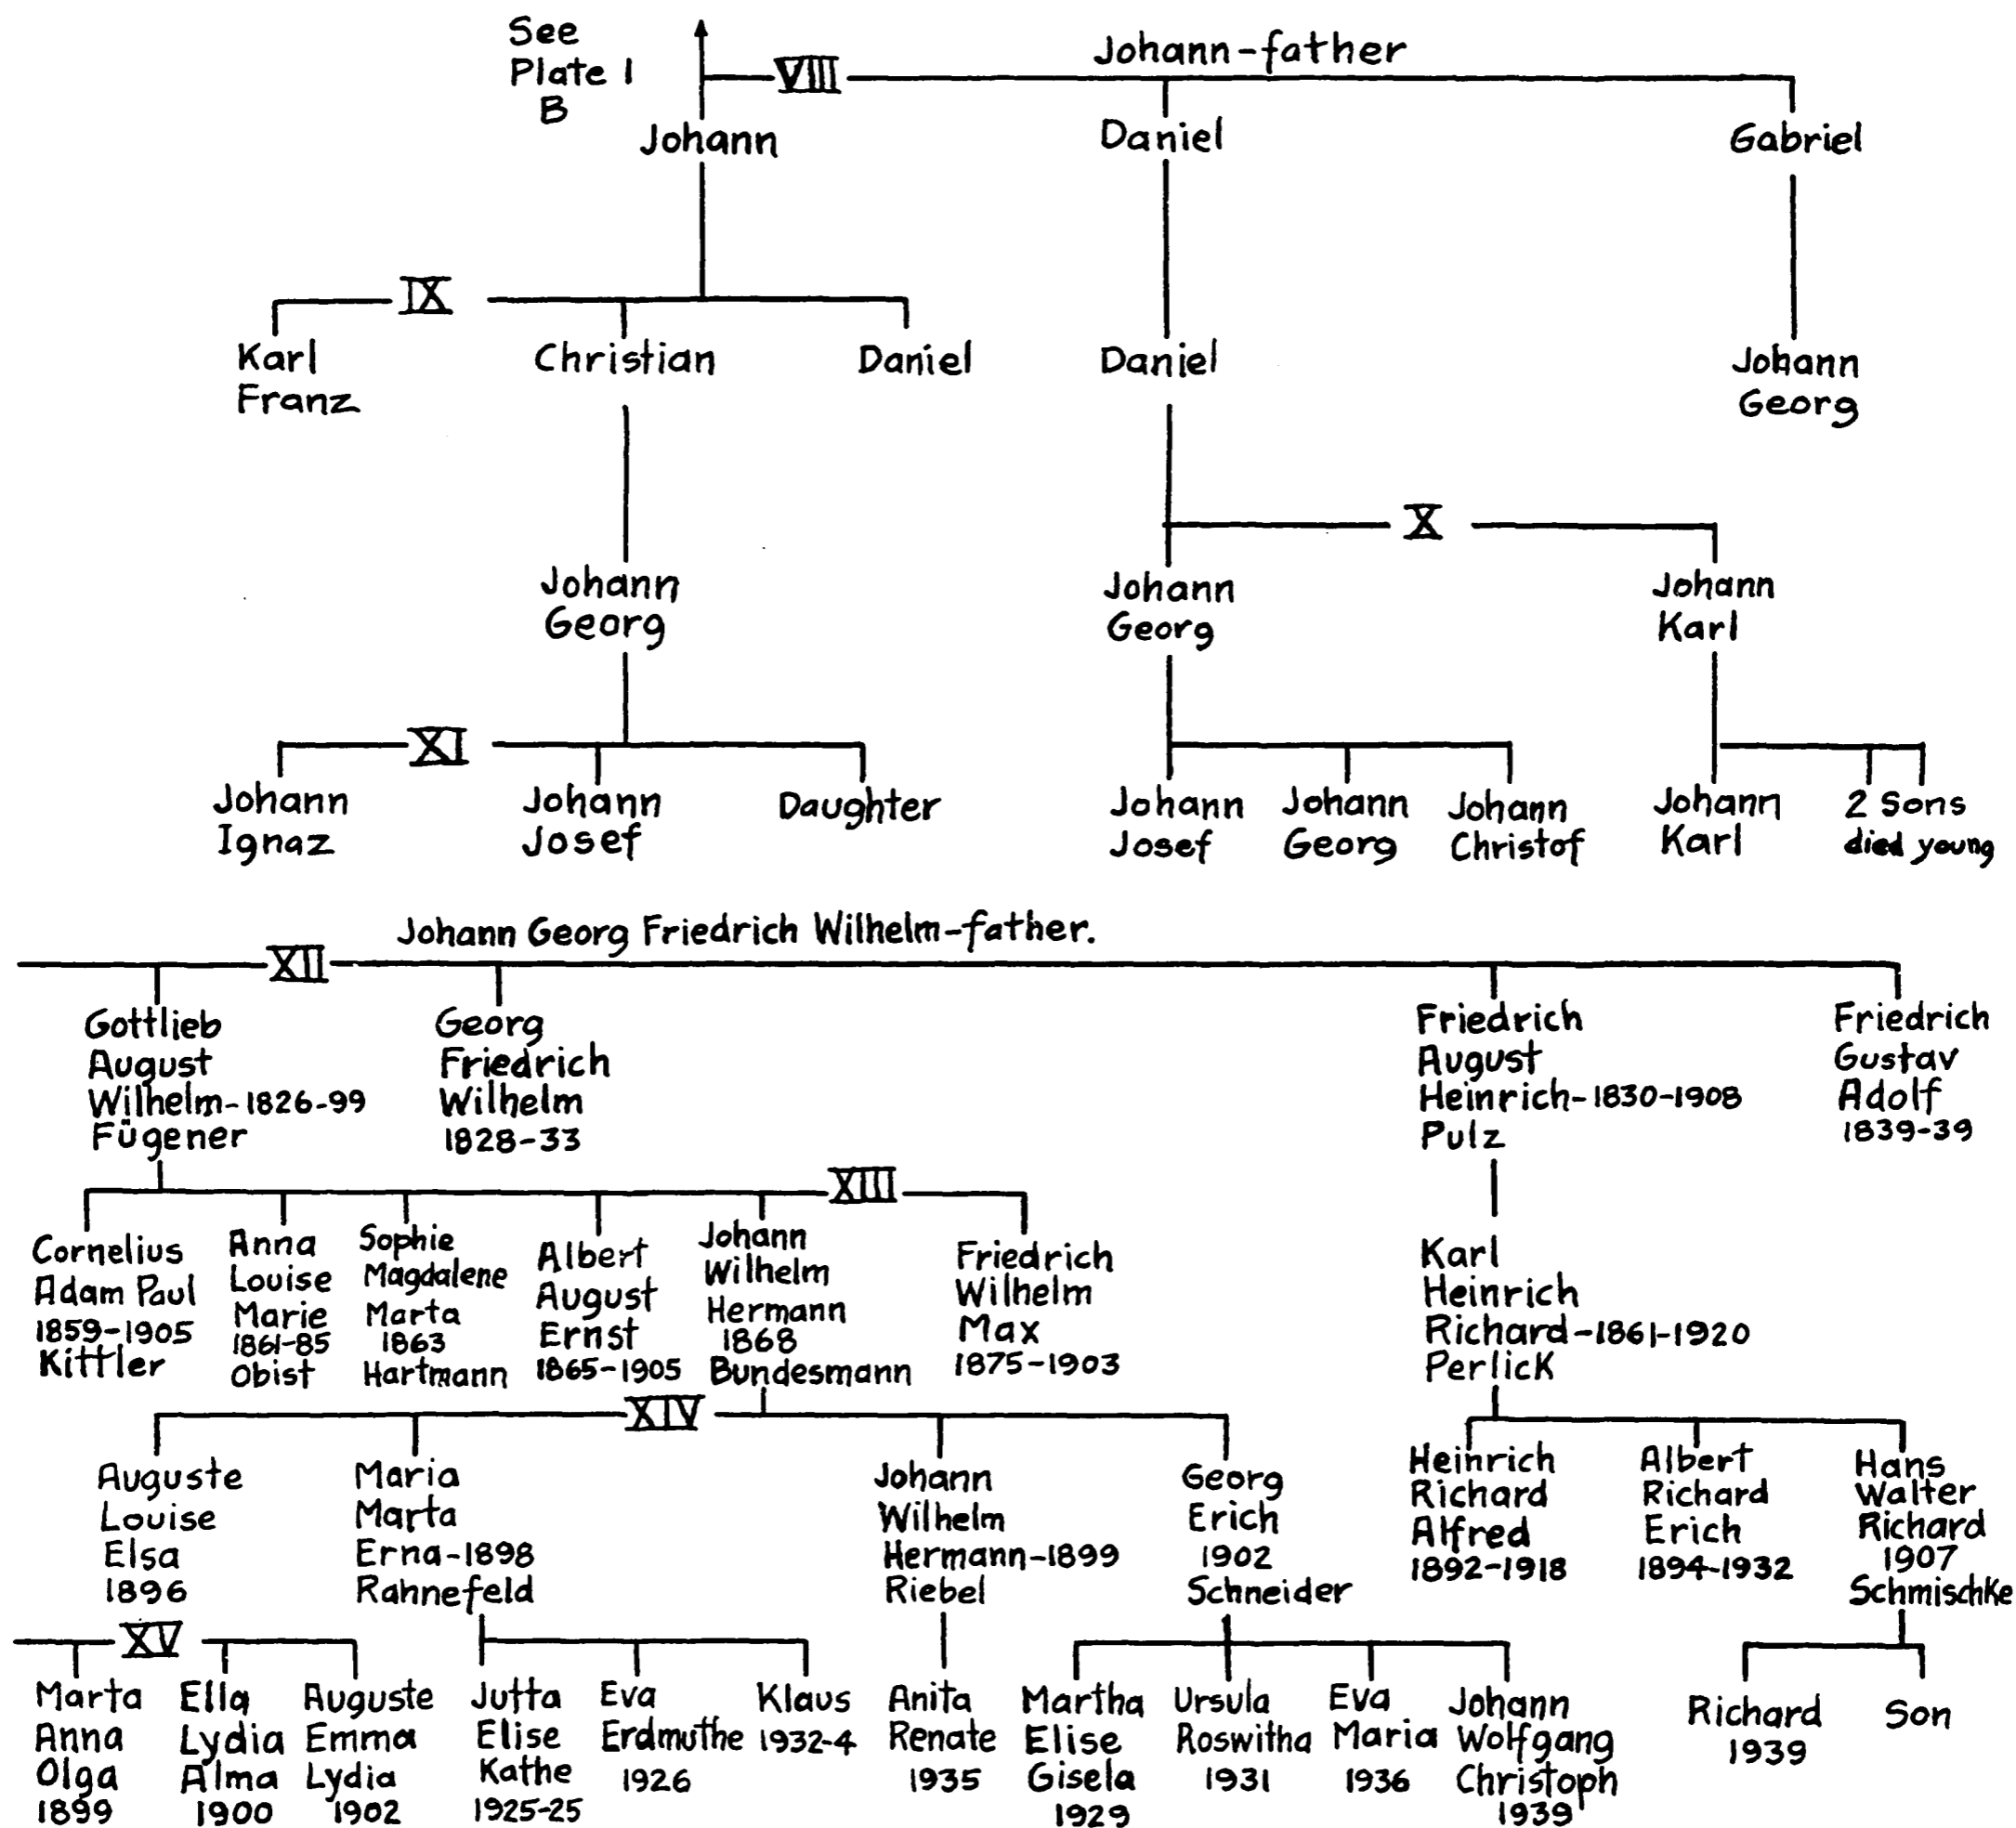 See
Plate 1
B
VIII
Johann-father
Johann
Daniel
Gabriel
IX
Karl
Franz
Christian
Daniel
Daniel
Johann
Georg
X
Johann
Georg
Johann
Georg
Johann
Karl
XI
Johann
Ignaz
Johann
Josef
Daughter
Johann
Josef
Johann
Georg
Johann
Christof
Johann
Karl
2 Sons
died young
Johann Georg Friedrich Wilhelm-father.
XII
Gottlieb
August
Wilhelm-1826-99
Fügener
Georg
Friedrich
Wilhelm
1828-33
Friedrich
August
Heinrich-1830-1908
Pulz
Friedrich
Gustav
Adolf
1839-39
XIII
Cornelius
Adam Paul
1859-1905
Kittler
Anna
Louise
Marie
1861-85
Obist
Sophie
Magdalene
Marta
1863
Hartmann
Albert
August
Ernst
1865-1905
Johann
Wilhelm
Hermann
1868
Bundesmann
Friedrich
Wilhelm
Max
1875-1903
Karl
Heinrich
Richard-1861-1920
Perlick
XIV
Auguste
Louise
Elsa
1896
Maria
Marta
Erna-1898
Rahnefeld
Johann
Wilhelm
Hermann-1899
Riebel
Georg
Erich
1902
Schneider
Heinrich
Richard
Alfred
1892-1918
Albert
Richard
Erich
1894-1932
Hans
Walter
Richard
1907
Schmischke
XV
Marta
Anna
Olga
1899
Ella
Lydia
Alma
1900
Auguste
Emma
Lydia
1902
Jutta
Elise
Kathe
1925-25
Eva
Erdmuthe
1926
Klaus
1932-4
Anita
Renate
1935
Martha
Elise
Gisela
1929
Ursula
Roswitha
1931
Eva
Maria
1936
Johann
Wolfgang
Christoph
1939
Richard
1939
Son